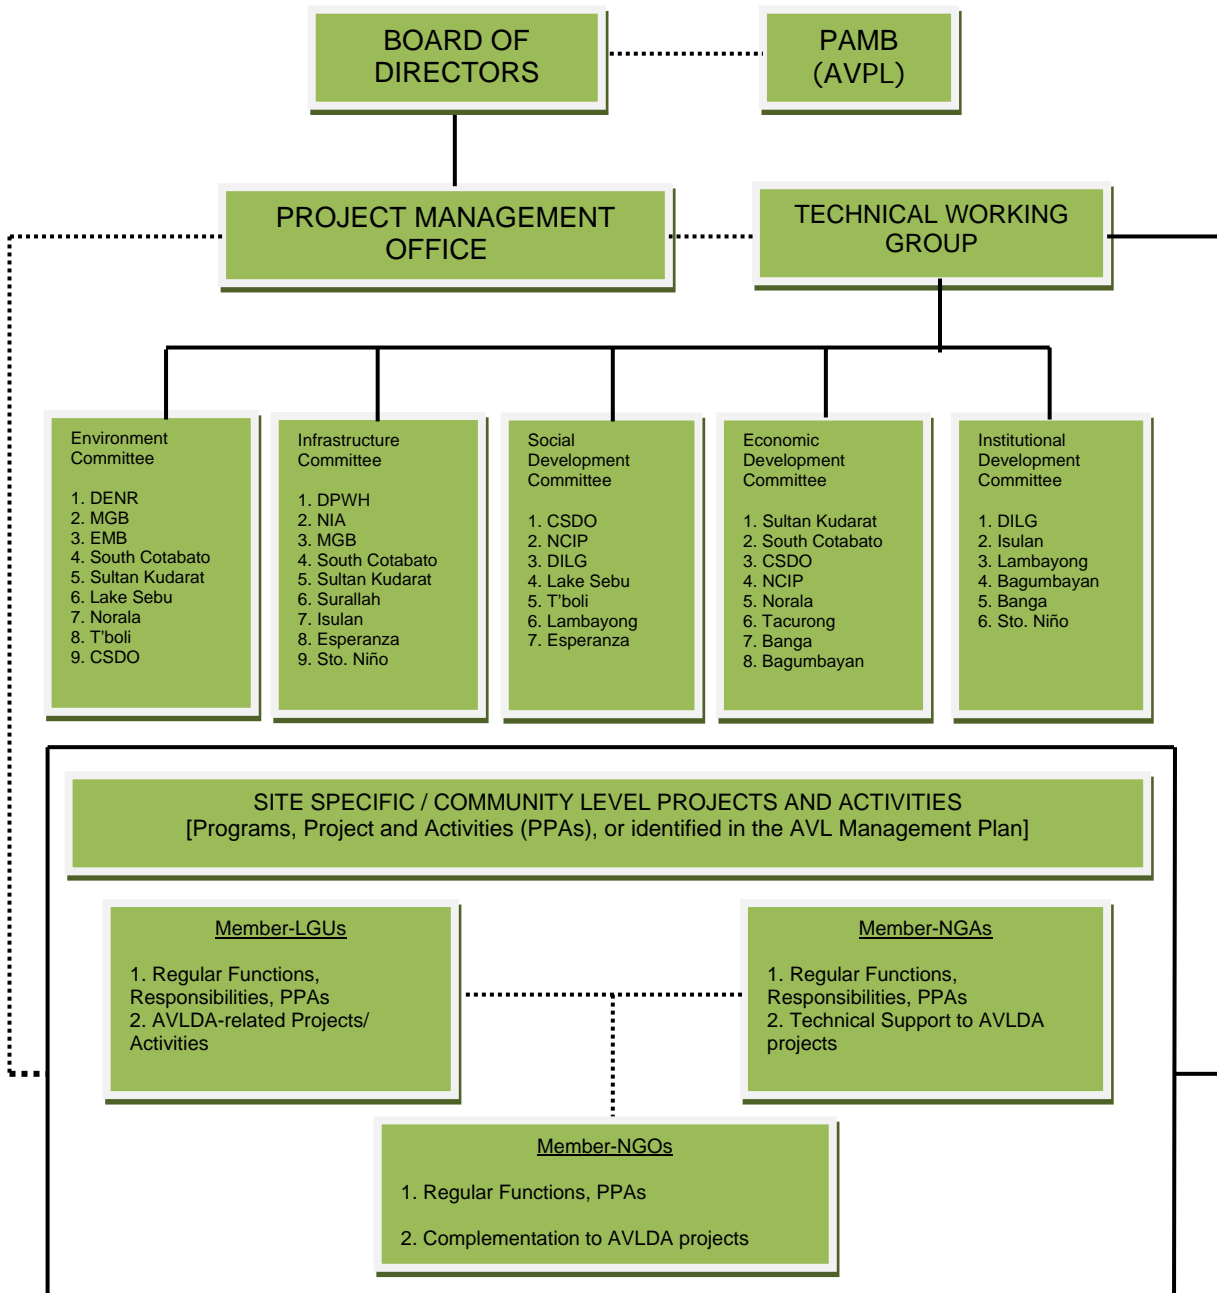 BOARD OF
DIRECTORS
PAMB
(AVPL)
PROJECT MANAGEMENT
OFFICE
TECHNICAL WORKING
GROUP
Environment
Committee
1. DENR
2. MGB
3. EMB
4. South Cotabato
5. Sultan Kudarat
6. Lake Sebu
7. Norala
8. T’boli
9. CSDO
Infrastructure
Committee
1. DPWH
2. NIA
3. MGB
4. South Cotabato
5. Sultan Kudarat
6. Surallah
7. Isulan
8. Esperanza
9. Sto. Niño
Social
Development
Committee
1. CSDO
2. NCIP
3. DILG
4. Lake Sebu
5. T’boli
6. Lambayong
7. Esperanza
Economic
Development
Committee
1. Sultan Kudarat
2. South Cotabato
3. CSDO
4. NCIP
5. Norala
6. Tacurong
7. Banga
8. Bagumbayan
Institutional
Development
Committee
1. DILG
2. Isulan
3. Lambayong
4. Bagumbayan
5. Banga
6. Sto. Niño
SITE SPECIFIC / COMMUNITY LEVEL PROJECTS AND ACTIVITIES
[Programs, Project and Activities (PPAs), or identified in the AVL Management Plan]
Member-LGUs
1. Regular Functions,
Responsibilities, PPAs
2. AVLDA-related Projects/
Activities
Member-NGAs
1. Regular Functions,
Responsibilities, PPAs
2. Technical Support to AVLDA
projects
Member-NGOs
1. Regular Functions, PPAs
2. Complementation to AVLDA projects